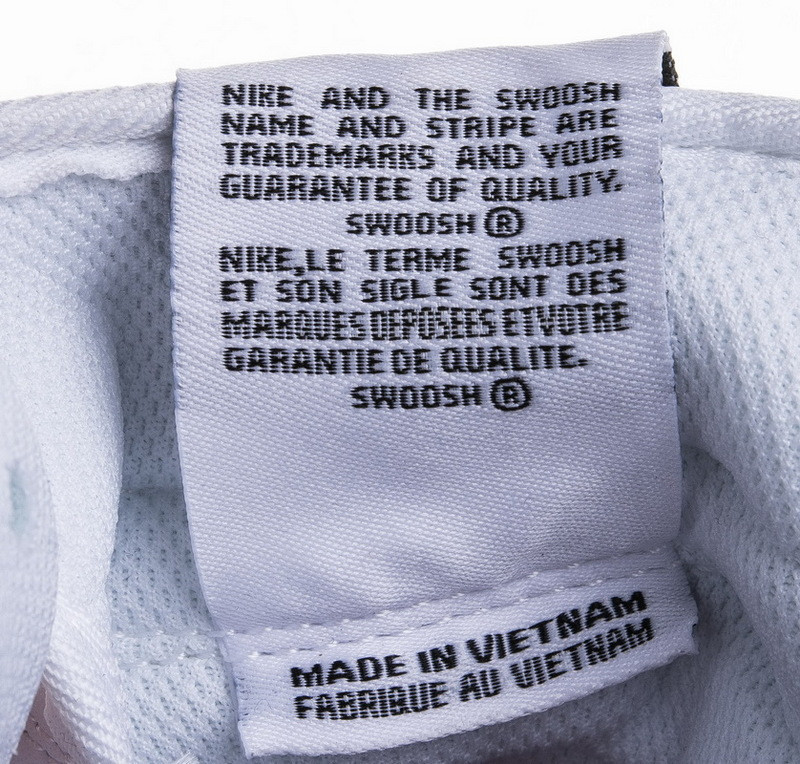 NIKE AND THE SWOOSH
NAME AND STRIPE ARE
TRADEMARKS AND YOUR
GUARANTEE OF QUALITY.
SWOOSH ®
NIKE,LE TERME SWOOSH
ET SON SIGLE SONT DES
MARQUES DEPOSEES ET VOTRE
GARANTIE DE QUALITE.
SWOOSH ®
MADE IN VIETNAM
FABRIQUE AU VIETNAM